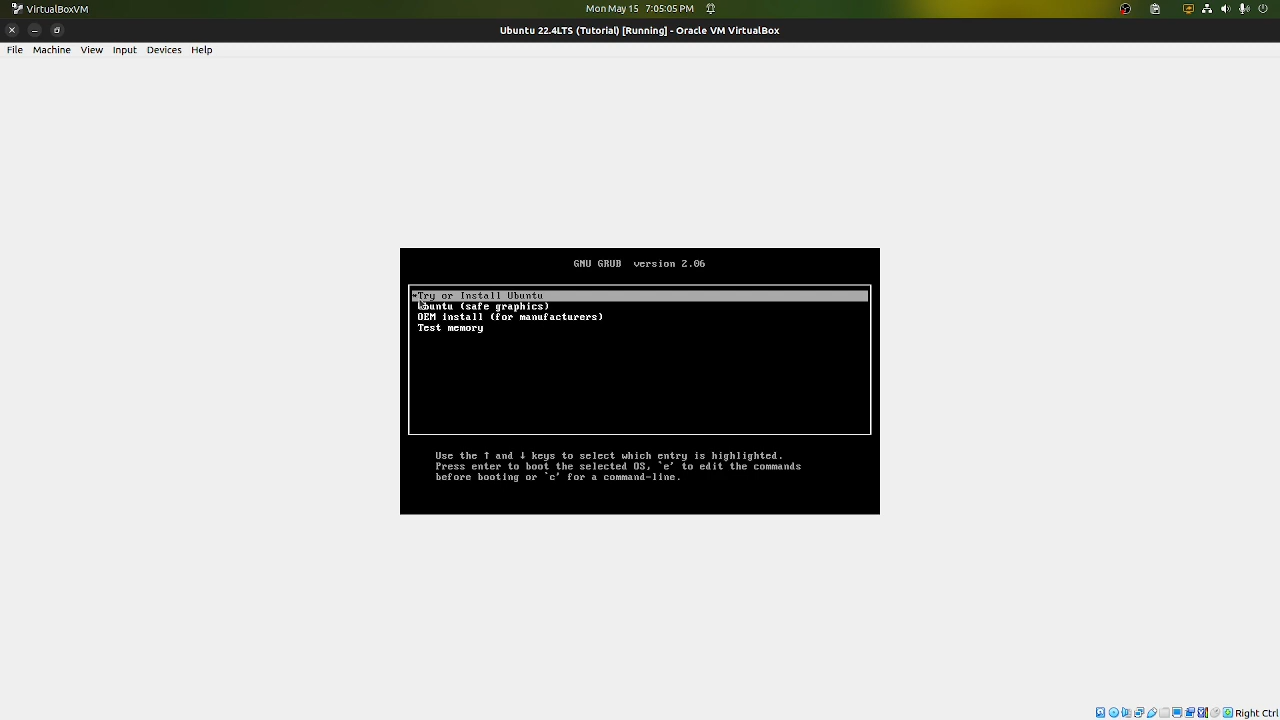 VirtualBoxVM
Mon May 15 7:05:05 PM
Ubuntu 22.4LTS (Tutorial) [Running] - Oracle VM VirtualBox
File Machine View Input Devices Help
GNU GRUB version 2.06
*Try or Install Ubuntu
Ubuntu (safe graphics)
OEM install (for manufacturers)
Test memory
Use the ↑ and ↓ keys to select which entry is highlighted.
Press enter to boot the selected OS, `e' to edit the commands
before booting or `c' for a command-line.
Right Ctrl